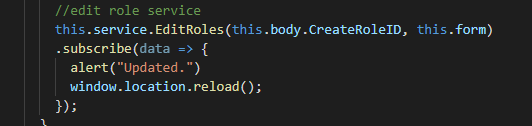 //edit role service
this.service.EditRoles(this.body.CreateRoleID, this.form)
.subscribe(data => {
alert("Updated.")
window.location.reload();
});
}